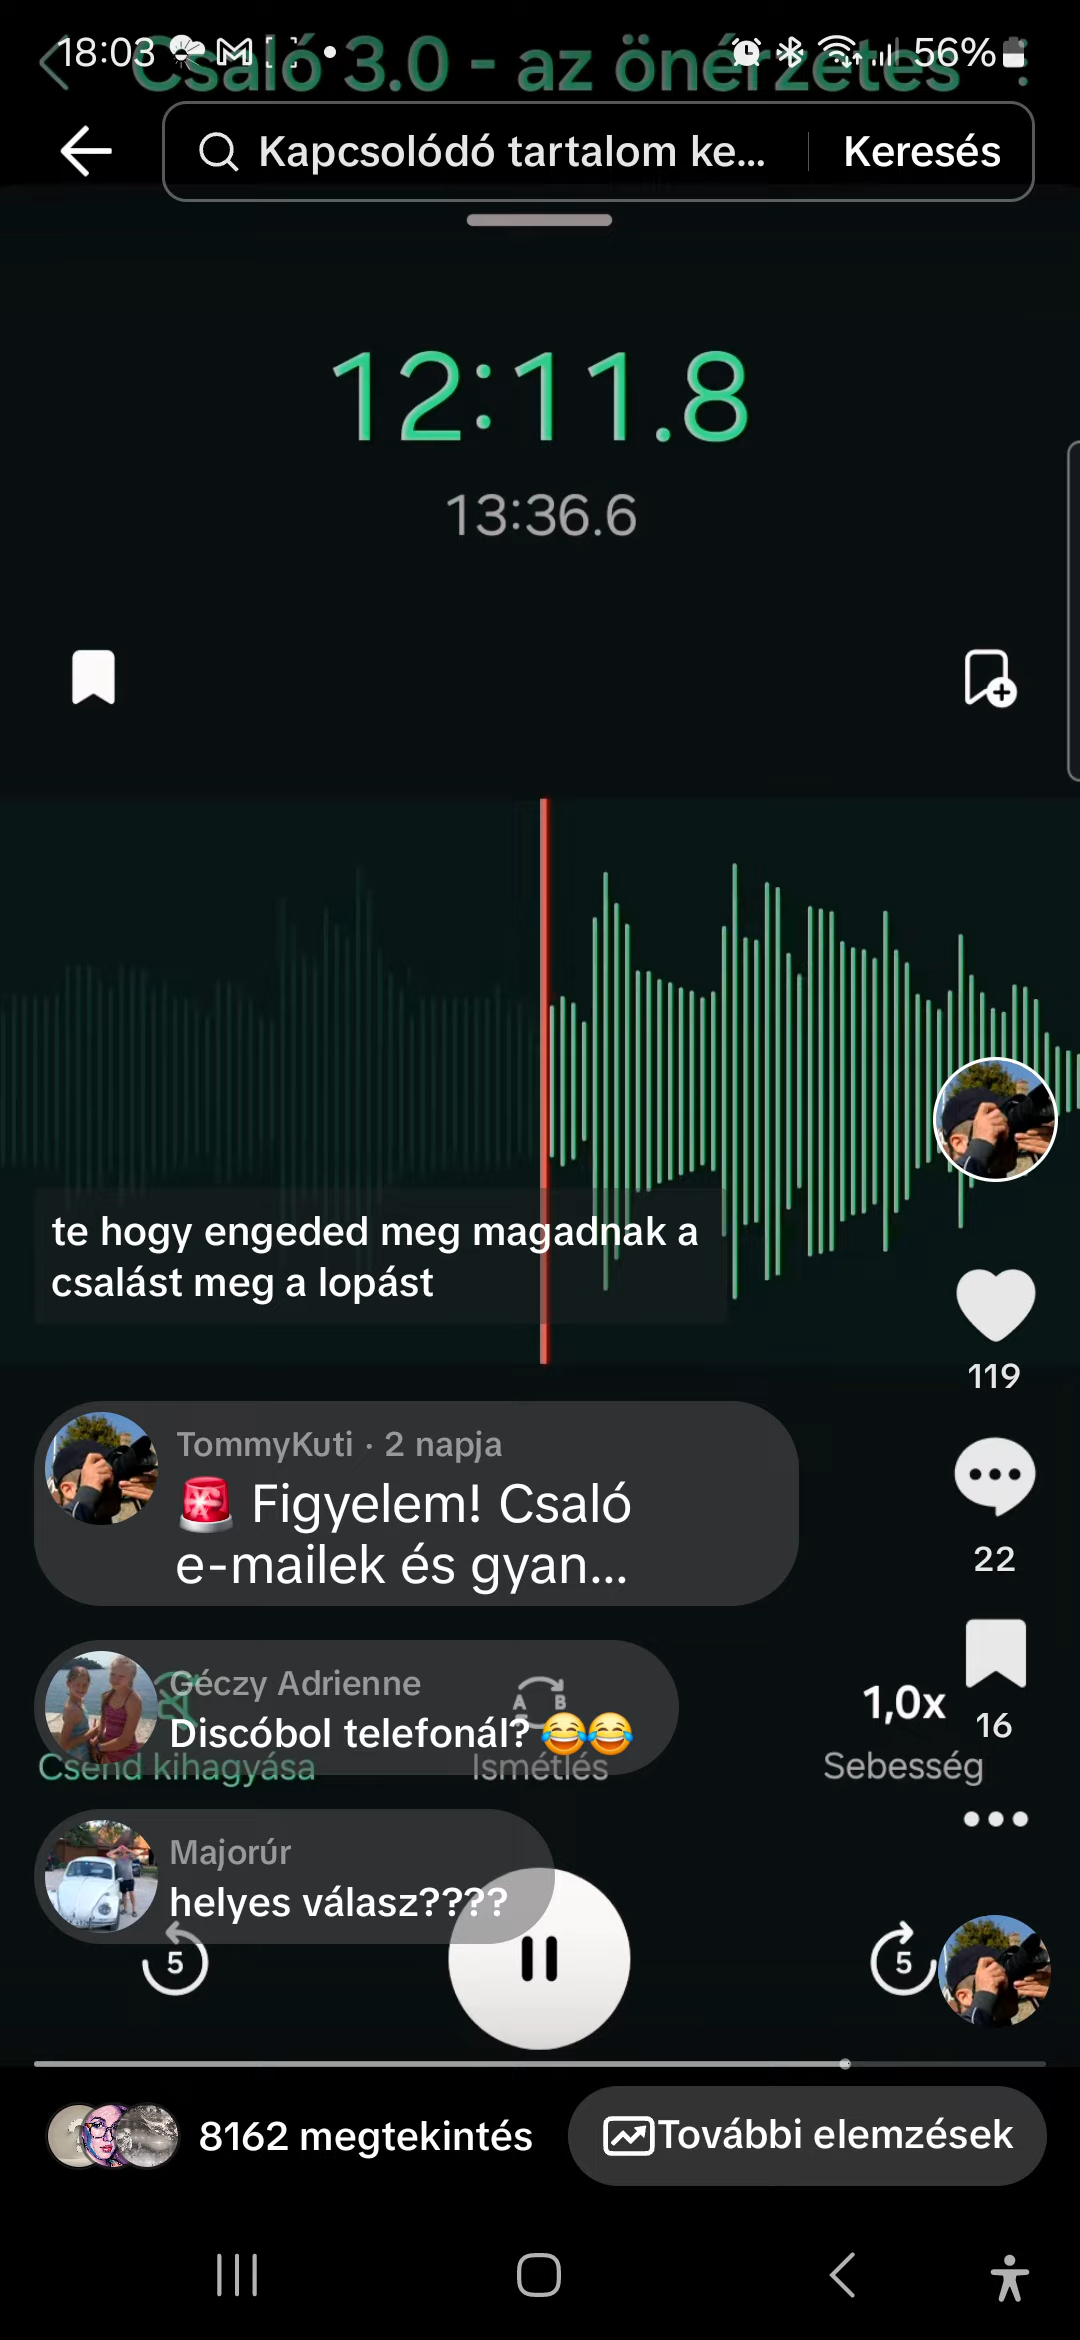 18:03
56%
Csaló 3.0 - az önérzetes
Kapcsolódó tartalom ke...
Keresés
12:11.8
13:36.6
te hogy engeded meg magadnak a
csalást meg a lopást
119
TommyKuti · 2 napja
🚨 Figyelem! Csaló
e-mailek és gyan...
22
Géczy Adrienne
Discóbol telefonál? 😂😂
A B
1,0x
16
Csend kihagyása
Ismétlés
Sebesség
Majorúr
helyes válasz????
5
5
8162 megtekintés
További elemzések